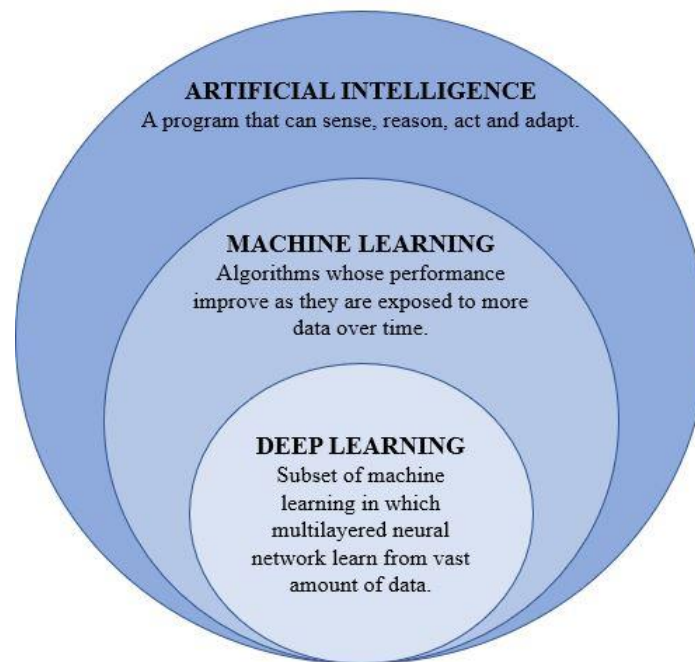 ARTIFICIAL INTELLIGENCE
A program that can sense, reason, act and adapt.
MACHINE LEARNING
Algorithms whose performance
improve as they are exposed to more
data over time.
DEEP LEARNING
Subset of machine
learning in which
multilayered neural
network learn from vast
amount of data.